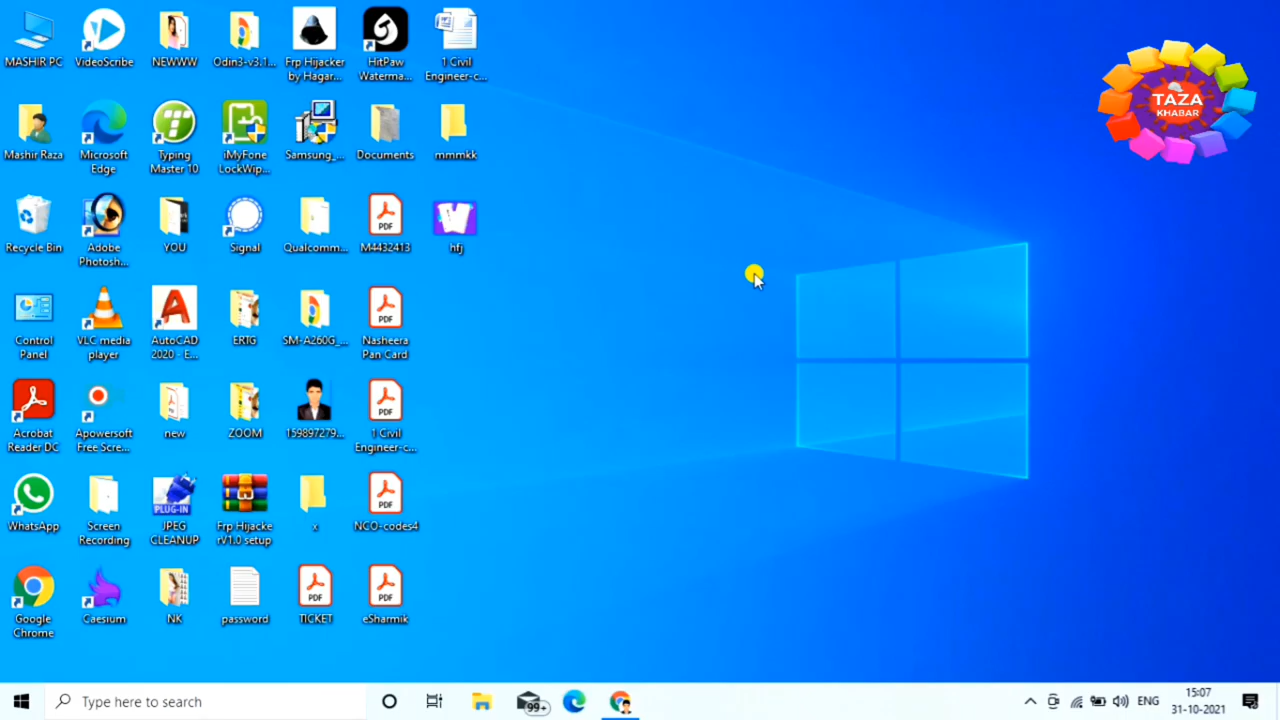 MASHIR PC
VideoScribe
NEWWW
Odin3-v3.1...
Frp Hijacker
by Hagar...
HitPaw
Waterma...
1 Civil
Engineer-c...
TAZA
KHABAR
Mashir Raza
Microsoft
Edge
Typing
Master 10
iMyFone
LockWip...
Samsung_...
Documents
mmmkk
Recycle Bin
Adobe
Photosh...
YOU
Signal
Qualcomm...
PDF
M4432413
hfj
Control
Panel
VLC media
player
AutoCAD
2020 - E...
ERTG
SM-A260G_...
PDF
Nasheera
Pan Card
Acrobat
Reader DC
Apowersoft
Free Scre...
new
ZOOM
159897279...
PDF
1 Civil
Engineer-c...
WhatsApp
Screen
Recording
PLUG-IN
JPEG
CLEANUP
Frp Hijacke
rV1.0 setup
x
PDF
NCO-codes4
Google
Chrome
Caesium
NK
password
PDF
TICKET
PDF
eSharmik
Type here to search
99+
ENG
15:07
31-10-2021